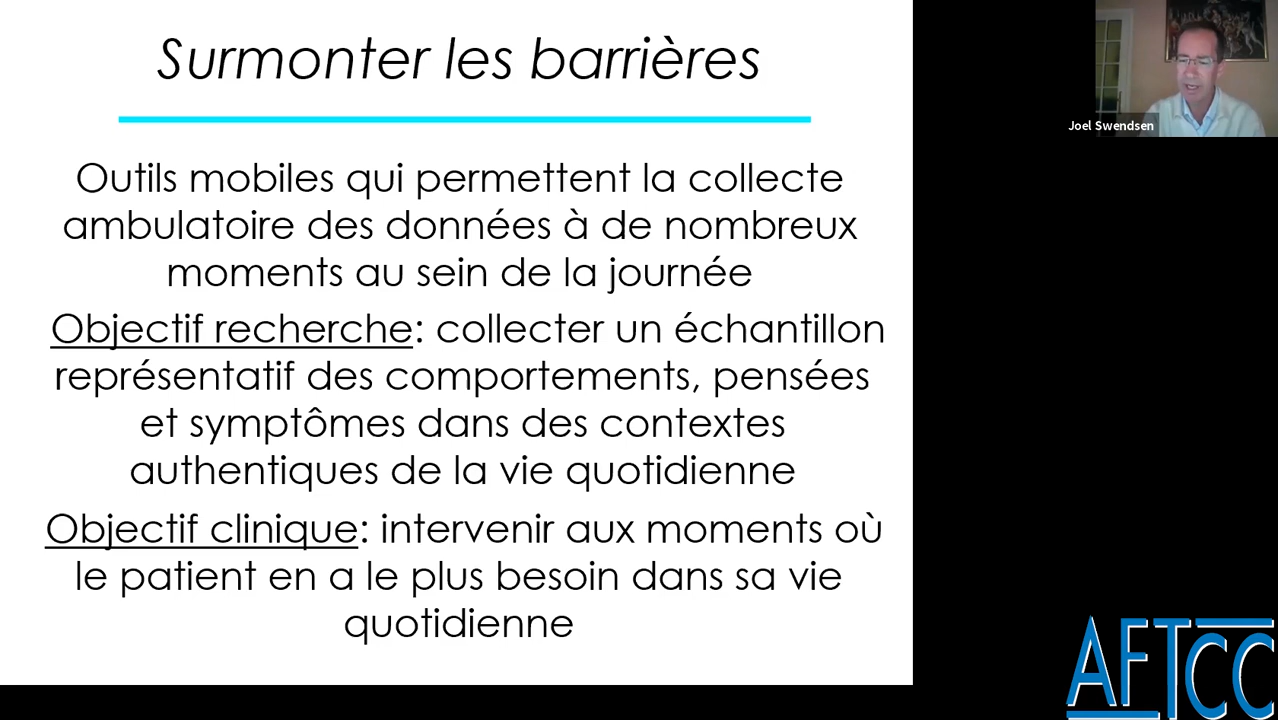 Surmonter les barrières
Outils mobiles qui permettent la collecte
ambulatoire des données à de nombreux
moments au sein de la journée
Objectif recherche: collecter un échantillon
représentatif des comportements, pensées
et symptômes dans des contextes
authentiques de la vie quotidienne
Objectif clinique: intervenir aux moments où
le patient en a le plus besoin dans sa vie
quotidienne
Joel Swendsen
AFTCC